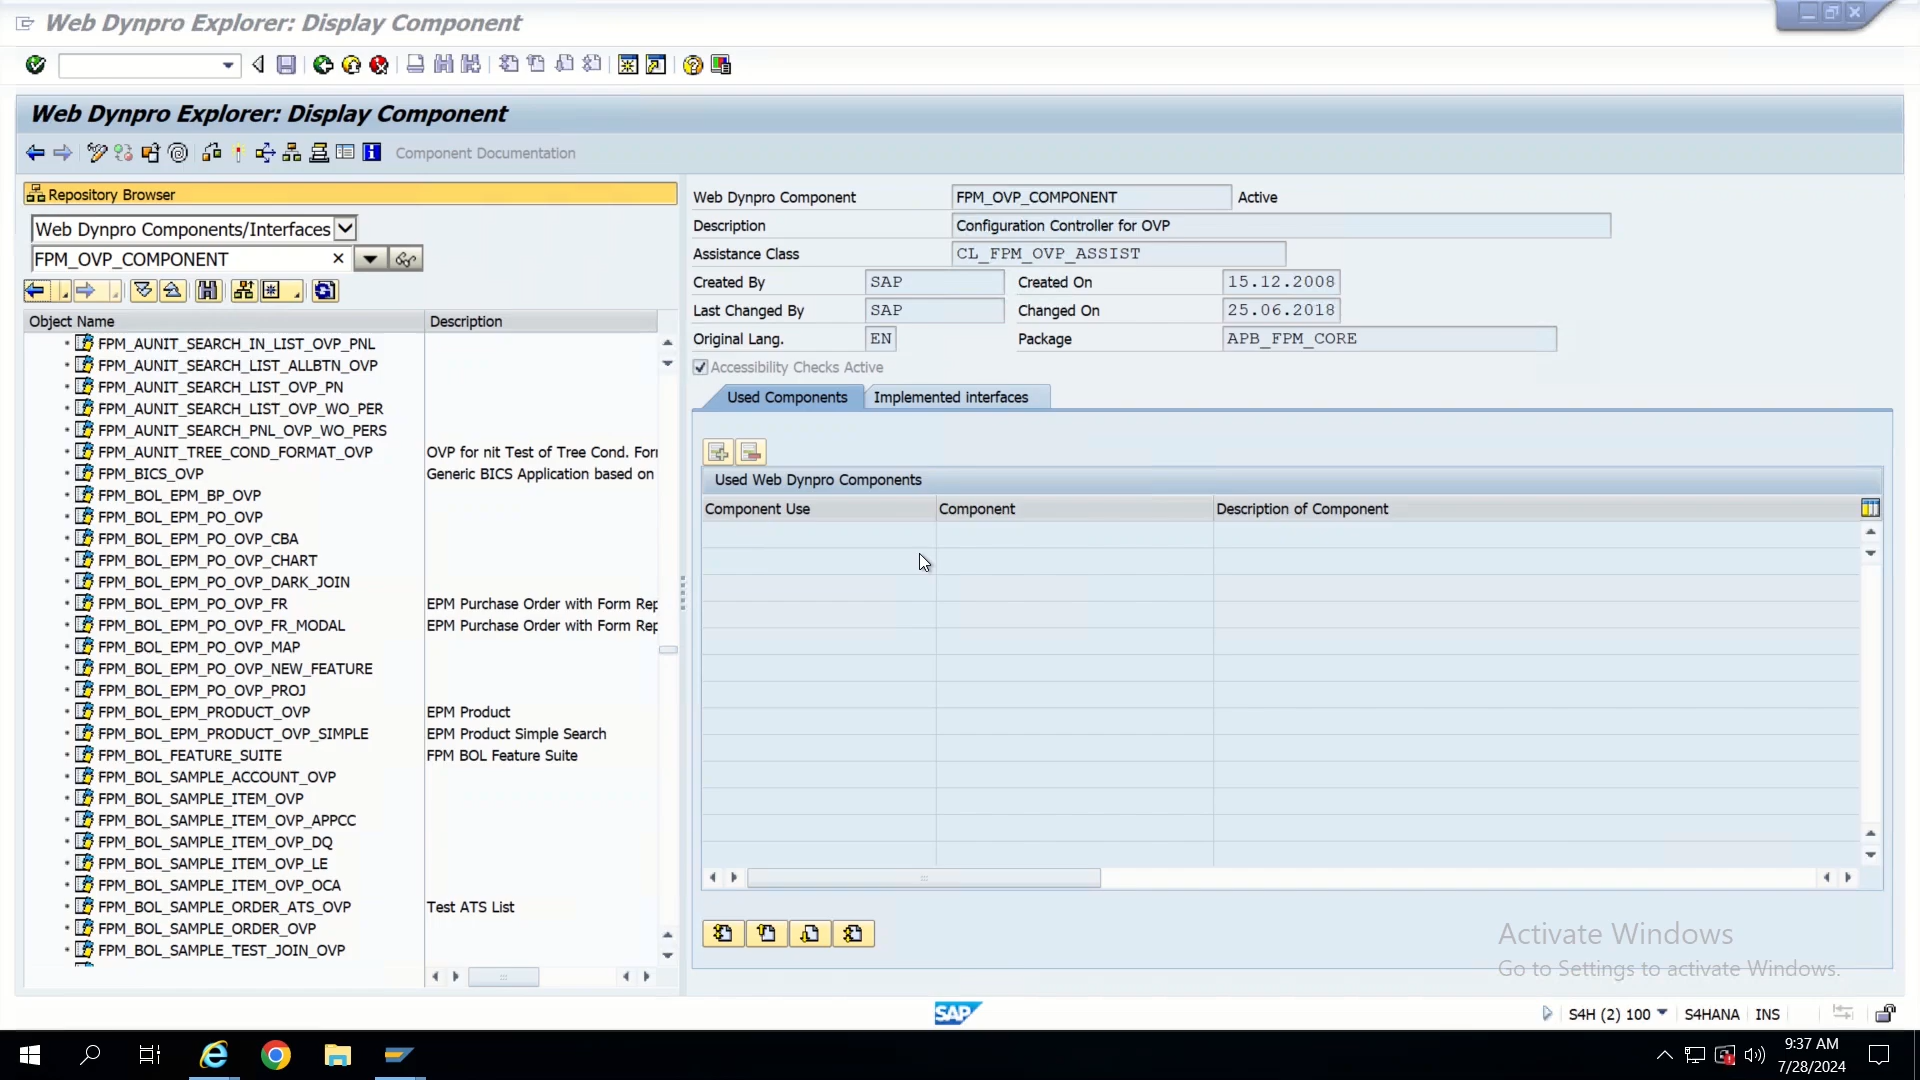 Web Dynpro Explorer: Display Component
Web Dynpro Explorer: Display Component
Component Documentation
Repository Browser
Web Dynpro Components/Interfaces
FPM_OVP_COMPONENT
Object Name Description
FPM_AUNIT_SEARCH_IN_LIST_OVP_PNL
FPM_AUNIT_SEARCH_LIST_ALLBTN_OVP
FPM_AUNIT_SEARCH_LIST_OVP_PN
FPM_AUNIT_SEARCH_LIST_OVP_WO_PER
FPM_AUNIT_SEARCH_PNL_OVP_WO_PERS
FPM_AUNIT_TREE_COND_FORMAT_OVP OVP for nit Test of Tree Cond. For
FPM_BICS_OVP Generic BICS Application based on
FPM_BOL_EPM_BP_OVP
FPM_BOL_EPM_PO_OVP
FPM_BOL_EPM_PO_OVP_CBA
FPM_BOL_EPM_PO_OVP_CHART
FPM_BOL_EPM_PO_OVP_DARK_JOIN
FPM_BOL_EPM_PO_OVP_FR EPM Purchase Order with Form Rep
FPM_BOL_EPM_PO_OVP_FR_MODAL EPM Purchase Order with Form Rep
FPM_BOL_EPM_PO_OVP_MAP
FPM_BOL_EPM_PO_OVP_NEW_FEATURE
FPM_BOL_EPM_PO_OVP_PROJ
FPM_BOL_EPM_PRODUCT_OVP EPM Product
FPM_BOL_EPM_PRODUCT_OVP_SIMPLE EPM Product Simple Search
FPM_BOL_FEATURE_SUITE FPM BOL Feature Suite
FPM_BOL_SAMPLE_ACCOUNT_OVP
FPM_BOL_SAMPLE_ITEM_OVP
FPM_BOL_SAMPLE_ITEM_OVP_APPCC
FPM_BOL_SAMPLE_ITEM_OVP_DQ
FPM_BOL_SAMPLE_ITEM_OVP_LE
FPM_BOL_SAMPLE_ITEM_OVP_OCA
FPM_BOL_SAMPLE_ORDER_ATS_OVP Test ATS List
FPM_BOL_SAMPLE_ORDER_OVP
FPM_BOL_SAMPLE_TEST_JOIN_OVP
Web Dynpro Component FPM_OVP_COMPONENT Active
Description Configuration Controller for OVP
Assistance Class CL_FPM_OVP_ASSIST
Created By SAP Created On 15.12.2008
Last Changed By SAP Changed On 25.06.2018
Original Lang. EN Package APB_FPM_CORE
Accessibility Checks Active
Used Components Implemented interfaces
Used Web Dynpro Components
Component Use Component Description of Component
Activate Windows
Go to Settings to activate Windows.
SAP
S4H (2) 100 S4HANA INS
9:37 AM
7/28/2024